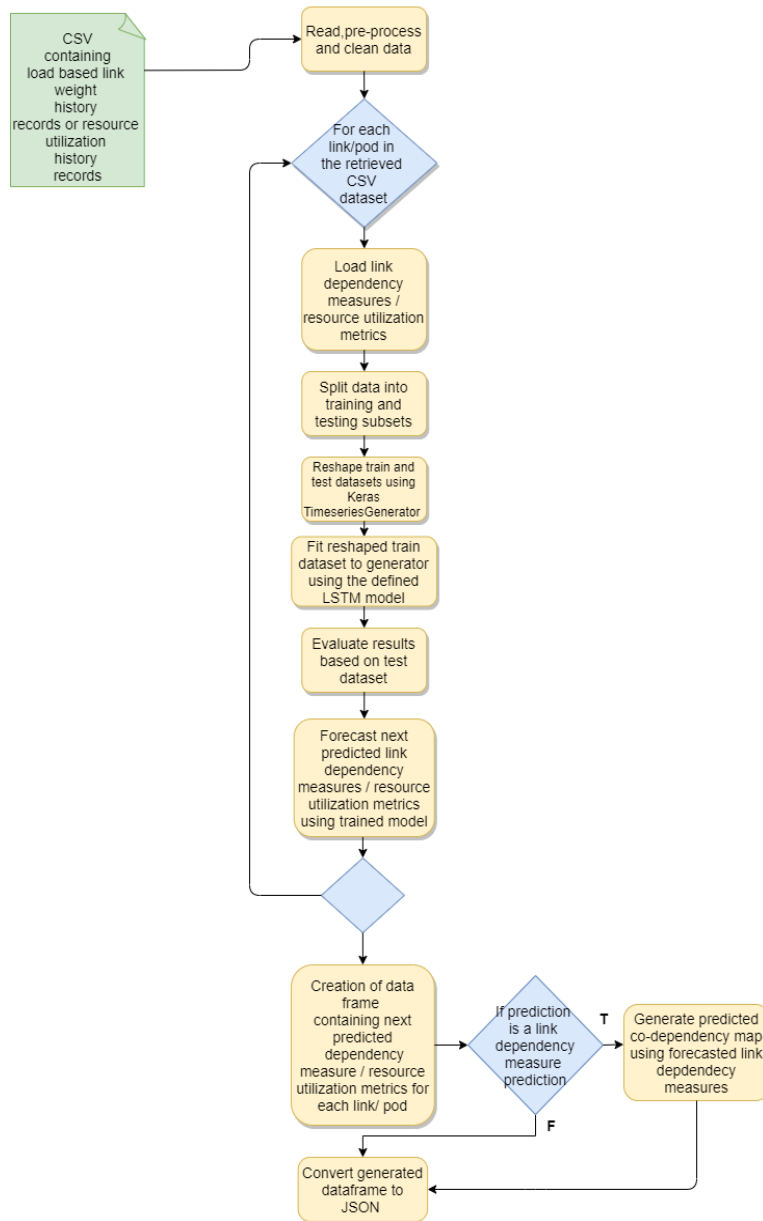 CSV
containing
load based link
weight
history
records or resource
utilization
history
records
Read,pre-process
and clean data
For each
link/pod in
the retrieved
CSV
dataset
Load link
dependency
measures /
resource utilization
metrics
Split data into
training and
testing subsets
Reshape train and
test datasets using
Keras
TimeseriesGenerator
Fit reshaped train
dataset to generator
using the defined
LSTM model
Evaluate results
based on test
dataset
Forecast next
predicted link
dependency
measures / resource
utilization metrics
using trained model
Creation of data
frame
containing next
predicted
dependency
measure / resource
utilization metrics for
each link/ pod
If prediction
is a link
dependency
measure
prediction
T
Generate predicted
co-dependency map
using forecasted link
depdendecy
measures
F
Convert generated
dataframe to
JSON